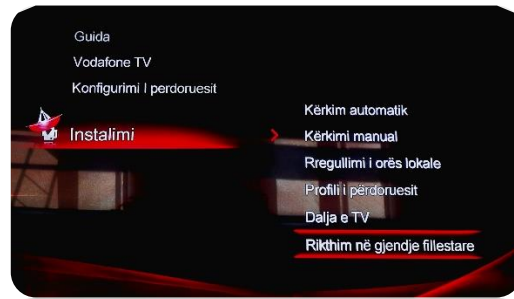 Guida
Vodafone TV
Konfigurimi I perdoruesit
Instalimi
Kërkim automatik
Kërkimi manual
Rregullimi i orës lokale
Profili i përdoruesit
Dalja e TV
Rikthim në gjendje fillestare